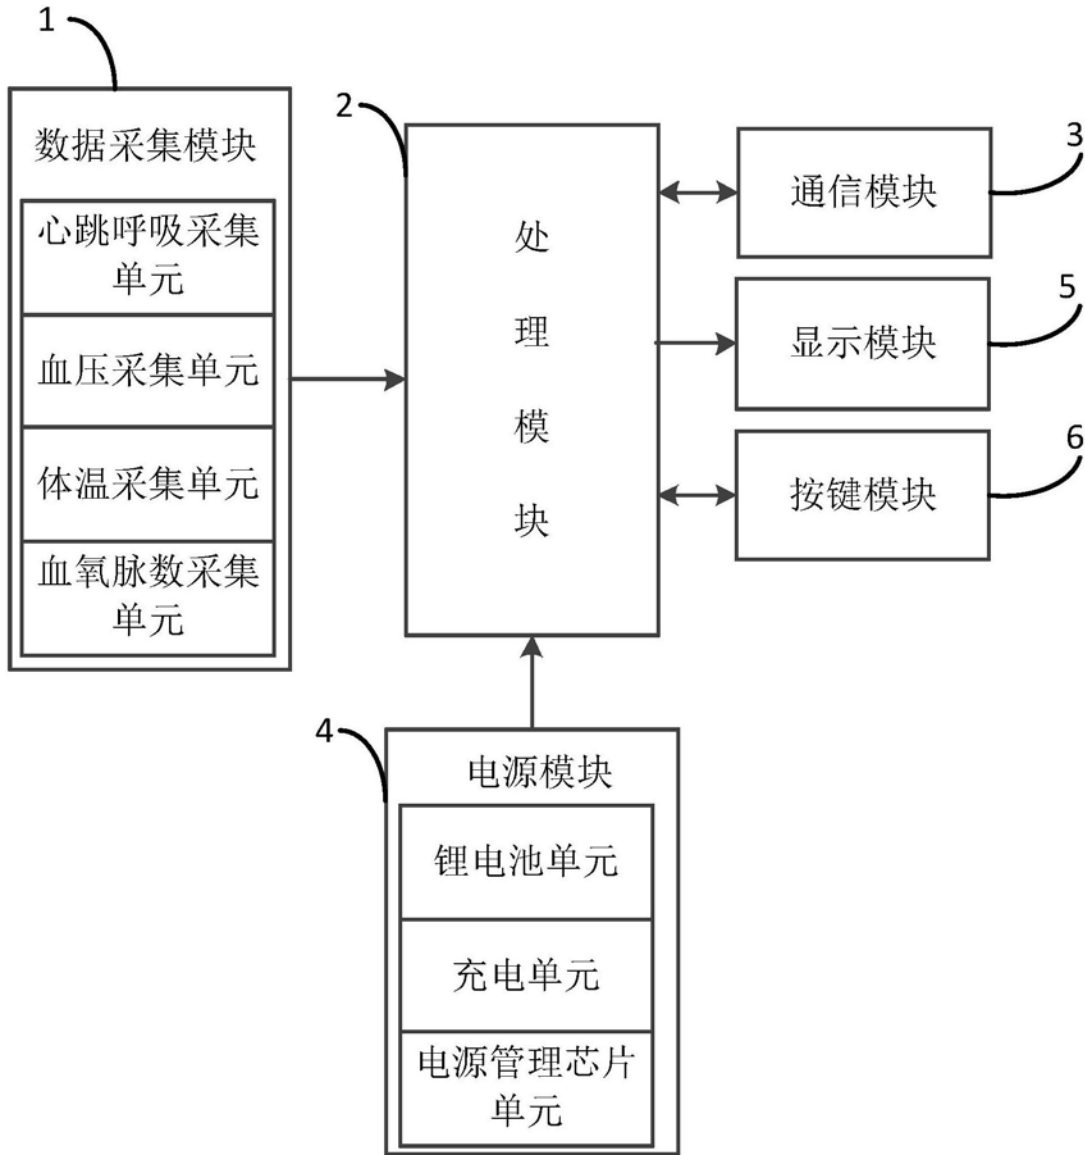 1
数据采集模块
心跳呼吸采集
单元
血压采集单元
体温采集单元
血氧脉数采集
单元
2
处
理
模
块
3
通信模块
5
显示模块
6
按键模块
4
电源模块
锂电池单元
充电单元
电源管理芯片
单元